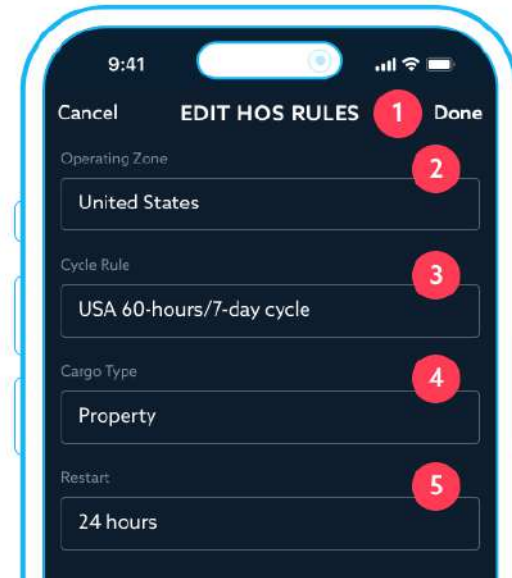 9:41
Cancel EDIT HOS RULES 1 Done
Operating Zone 2
United States
Cycle Rule 3
USA 60-hours/7-day cycle
Cargo Type 4
Property
Restart 5
24 hours